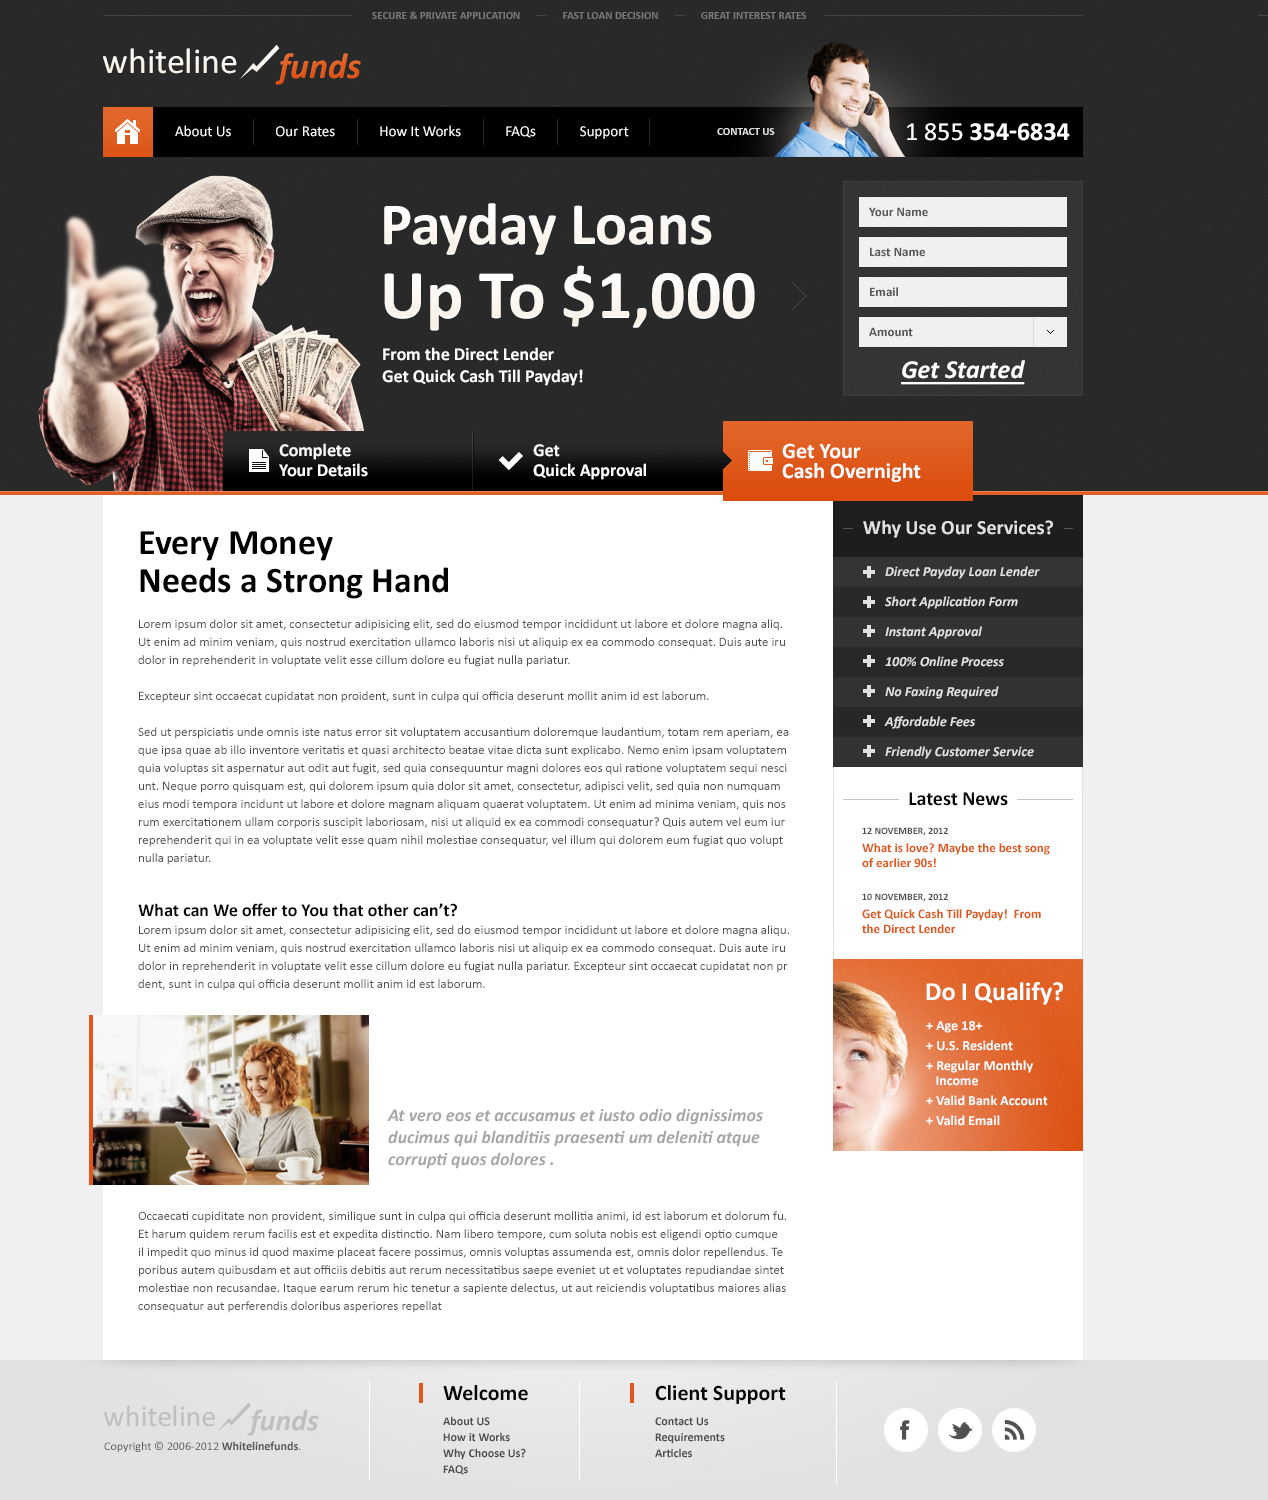 SECURE & PRIVATE APPLICATION
FAST LOAN DECISION
GREAT INTEREST RATES
whiteline funds
About Us
Our Rates
How It Works
FAQs
Support
CONTACT US
1 855 354-6834
Payday Loans
Up To $1,000
From the Direct Lender
Get Quick Cash Till Payday!
Your Name
Last Name
Email
Amount
Get Started
Complete
Your Details
Get
Quick Approval
Get Your
Cash Overnight
Every Money
Needs a Strong Hand
Lorem ipsum dolor sit amet, consectetur adipisicing elit, sed do eiusmod tempor incididunt ut labore et dolore magna aliq.
Ut enim ad minim veniam, quis nostrud exercitation ullamco laboris nisi ut aliquip ex ea commodo consequat. Duis aute iru
dolor in reprehenderit in voluptate velit esse cillum dolore eu fugiat nulla pariatur.
Excepteur sint occaecat cupidatat non proident, sunt in culpa qui officia deserunt mollit anim id est laborum.
Sed ut perspiciatis unde omnis iste natus error sit voluptatem accusantium doloremque laudantium, totam rem aperiam, ea
que ipsa quae ab illo inventore veritatis et quasi architecto beatae vitae dicta sunt explicabo. Nemo enim ipsam voluptatem
quia voluptas sit aspernatur aut odit aut fugit, sed quia consequuntur magni dolores eos qui ratione voluptatem sequi nesci
unt. Neque porro quisquam est, qui dolorem ipsum quia dolor sit amet, consectetur, adipisci velit, sed quia non numquam
eius modi tempora incidunt ut labore et dolore magnam aliquam quaerat voluptatem. Ut enim ad minima veniam, quis nos
rum exercitationem ullam corporis suscipit laboriosam, nisi ut aliquid ex ea commodi consequatur? Quis autem vel eum iur
reprehenderit qui in ea voluptate velit esse quam nihil molestiae consequatur, vel illum qui dolorem eum fugiat quo volupt
nulla pariatur.
What can We offer to You that other can't?
Lorem ipsum dolor sit amet, consectetur adipisicing elit, sed do eiusmod tempor incididunt ut labore et dolore magna aliqu.
Ut enim ad minim veniam, quis nostrud exercitation ullamco laboris nisi ut aliquip ex ea commodo consequat. Duis aute iru
dolor in reprehenderit in voluptate velit esse cillum dolore eu fugiat nulla pariatur. Excepteur sint occaecat cupidatat non pr
dent, sunt in culpa qui officia deserunt mollit anim id est laborum.
At vero eos et accusamus et iusto odio dignissimos
ducimus qui blanditiis praesenti um deleniti atque
corrupti quos dolores .
Occaecati cupiditate non provident, similique sunt in culpa qui officia deserunt mollitia animi, id est laborum et dolorum fu.
Et harum quidem rerum facilis est et expedita distinctio. Nam libero tempore, cum soluta nobis est eligendi optio cumque
il impedit quo minus id quod maxime placeat facere possimus, omnis voluptas assumenda est, omnis dolor repellendus. Te
poribus autem quibusdam et aut officiis debitis aut rerum necessitatibus saepe eveniet ut et voluptates repudiandae sintet
molestiae non recusandae. Itaque earum rerum hic tenetur a sapiente delectus, ut aut reiciendis voluptatibus maiores alias
consequatur aut perferendis doloribus asperiores repellat
Why Use Our Services?
Direct Payday Loan Lender
Short Application Form
Instant Approval
100% Online Process
No Faxing Required
Affordable Fees
Friendly Customer Service
Latest News
12 NOVEMBER, 2012
What is love? Maybe the best song
of earlier 90s!
10 NOVEMBER, 2012
Get Quick Cash Till Payday! From
the Direct Lender
Do I Qualify?
+ Age 18+
+ U.S. Resident
+ Regular Monthly
Income
+ Valid Bank Account
+ Valid Email
whiteline funds
Copyright © 2006-2012 Whitelinefunds.
Welcome
About US
How it Works
Why Choose Us?
FAQs
Client Support
Contact Us
Requirements
Articles